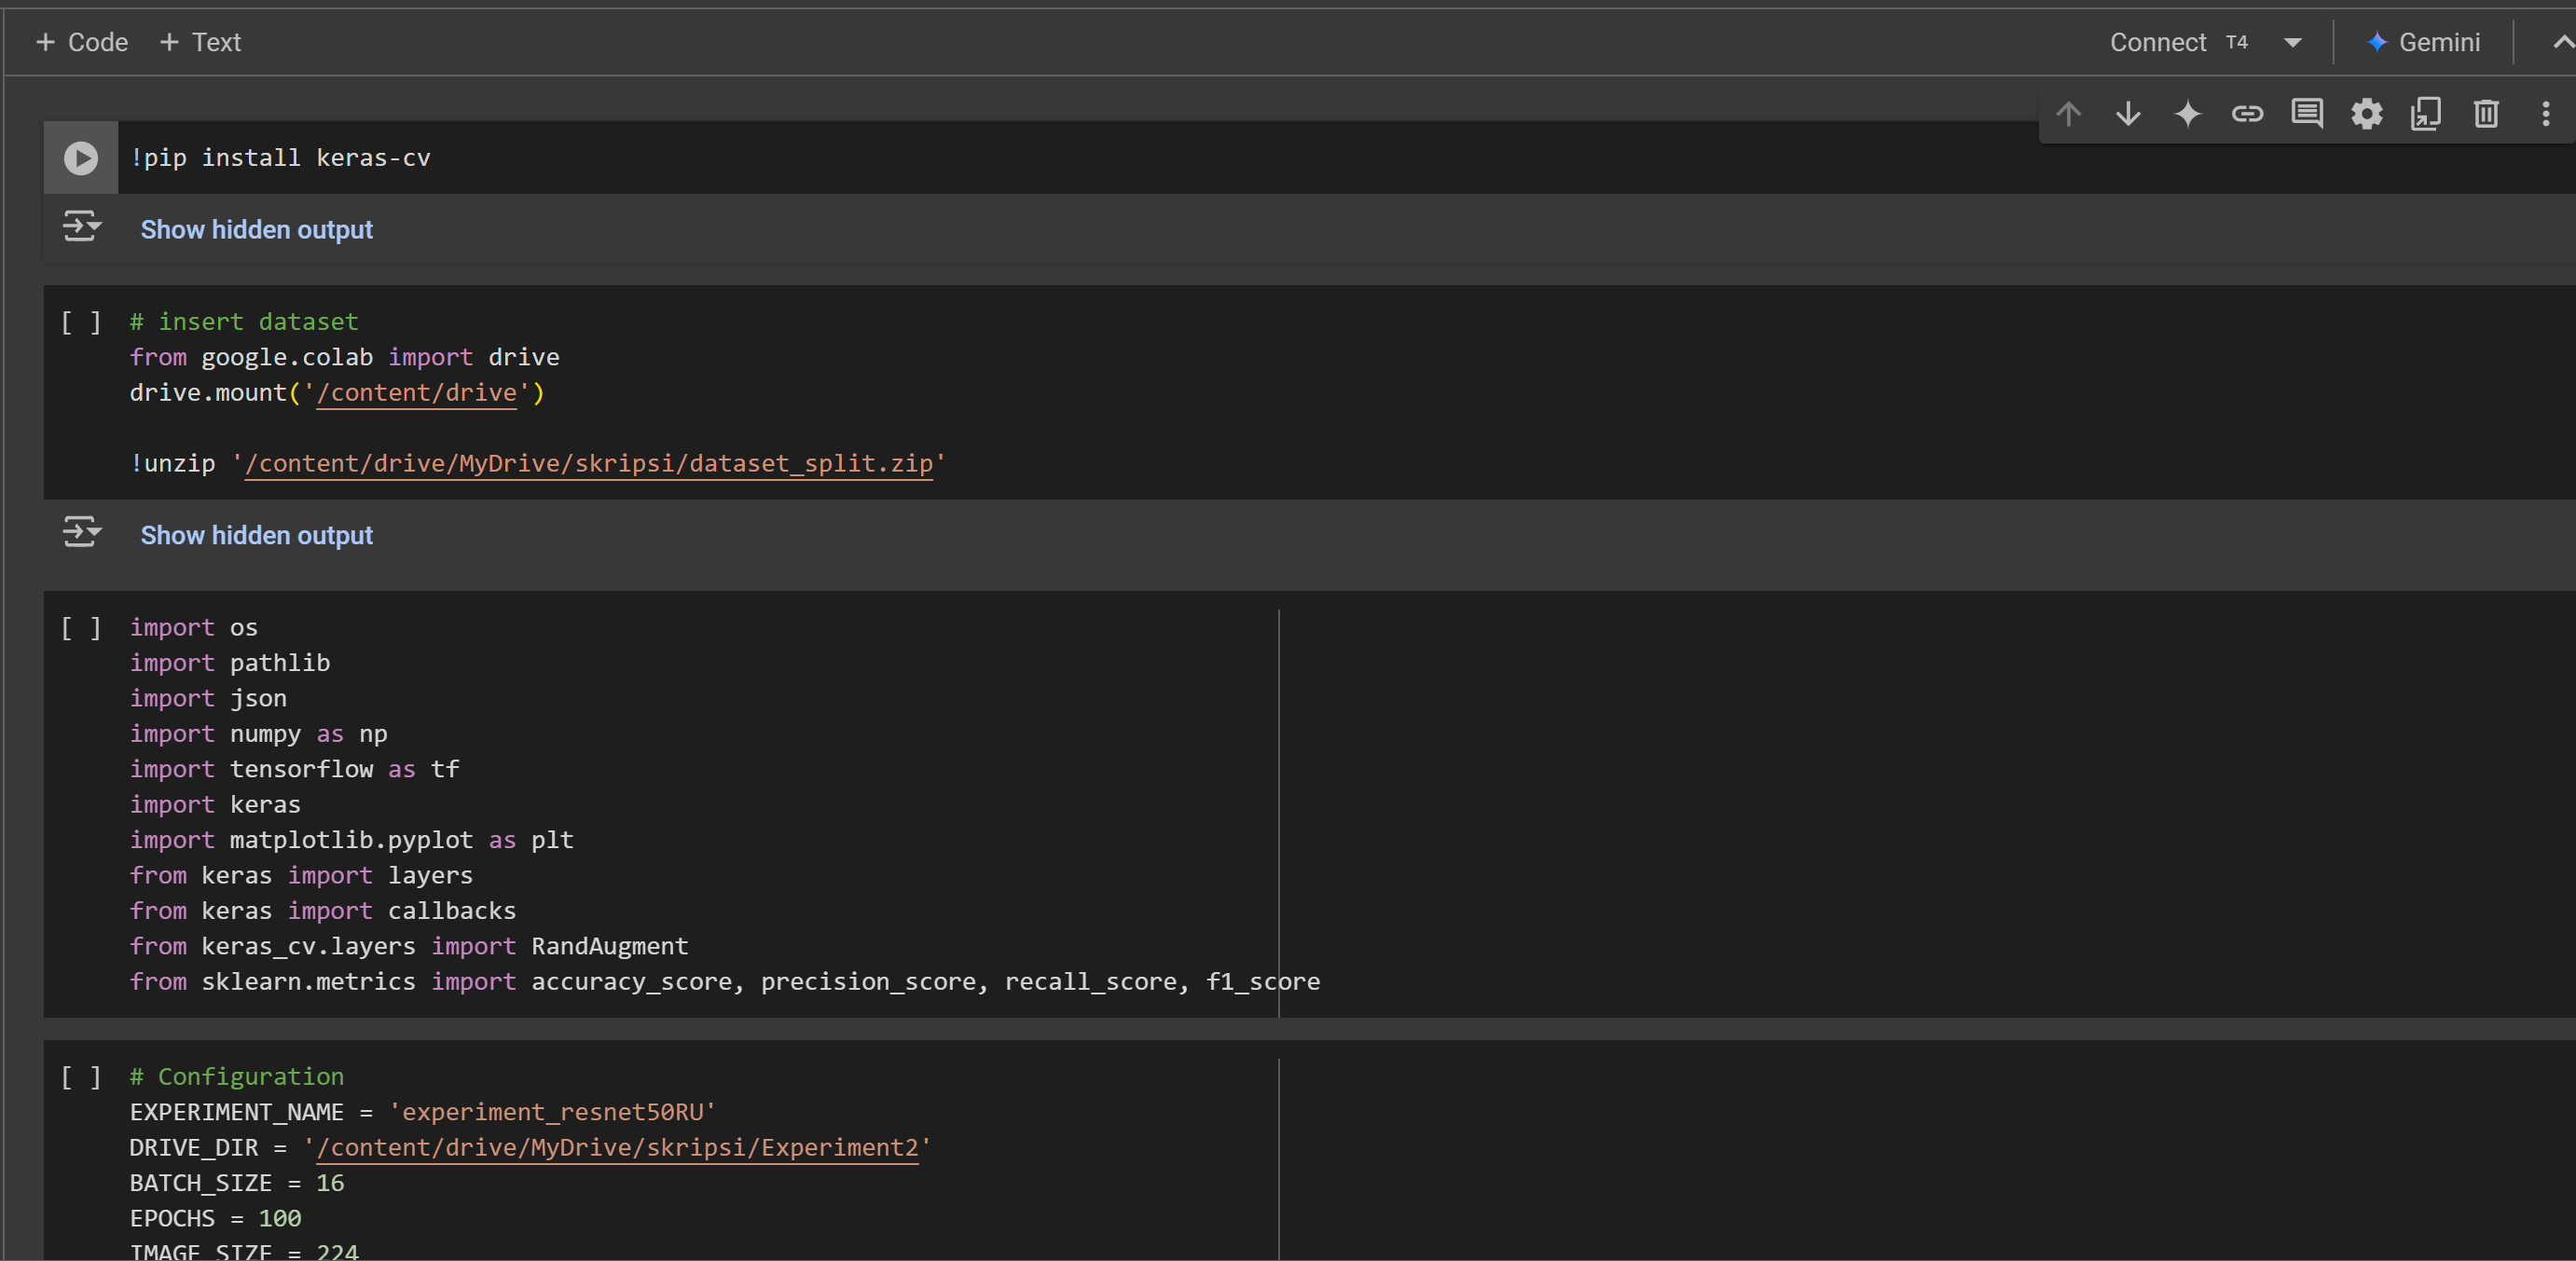 + Code + Text Connect T4 Gemini
!pip install keras-cv
Show hidden output
[ ] # insert dataset
from google.colab import drive
drive.mount('/content/drive')
!unzip '/content/drive/MyDrive/skripsi/dataset_split.zip'
Show hidden output
[ ] import os
import pathlib
import json
import numpy as np
import tensorflow as tf
import keras
import matplotlib.pyplot as plt
from keras import layers
from keras import callbacks
from keras_cv.layers import RandAugment
from sklearn.metrics import accuracy_score, precision_score, recall_score, f1_score
[ ] # Configuration
EXPERIMENT_NAME = 'experiment_resnet50RU'
DRIVE_DIR = '/content/drive/MyDrive/skripsi/Experiment2'
BATCH_SIZE = 16
EPOCHS = 100
IMAGE_SIZE = 224